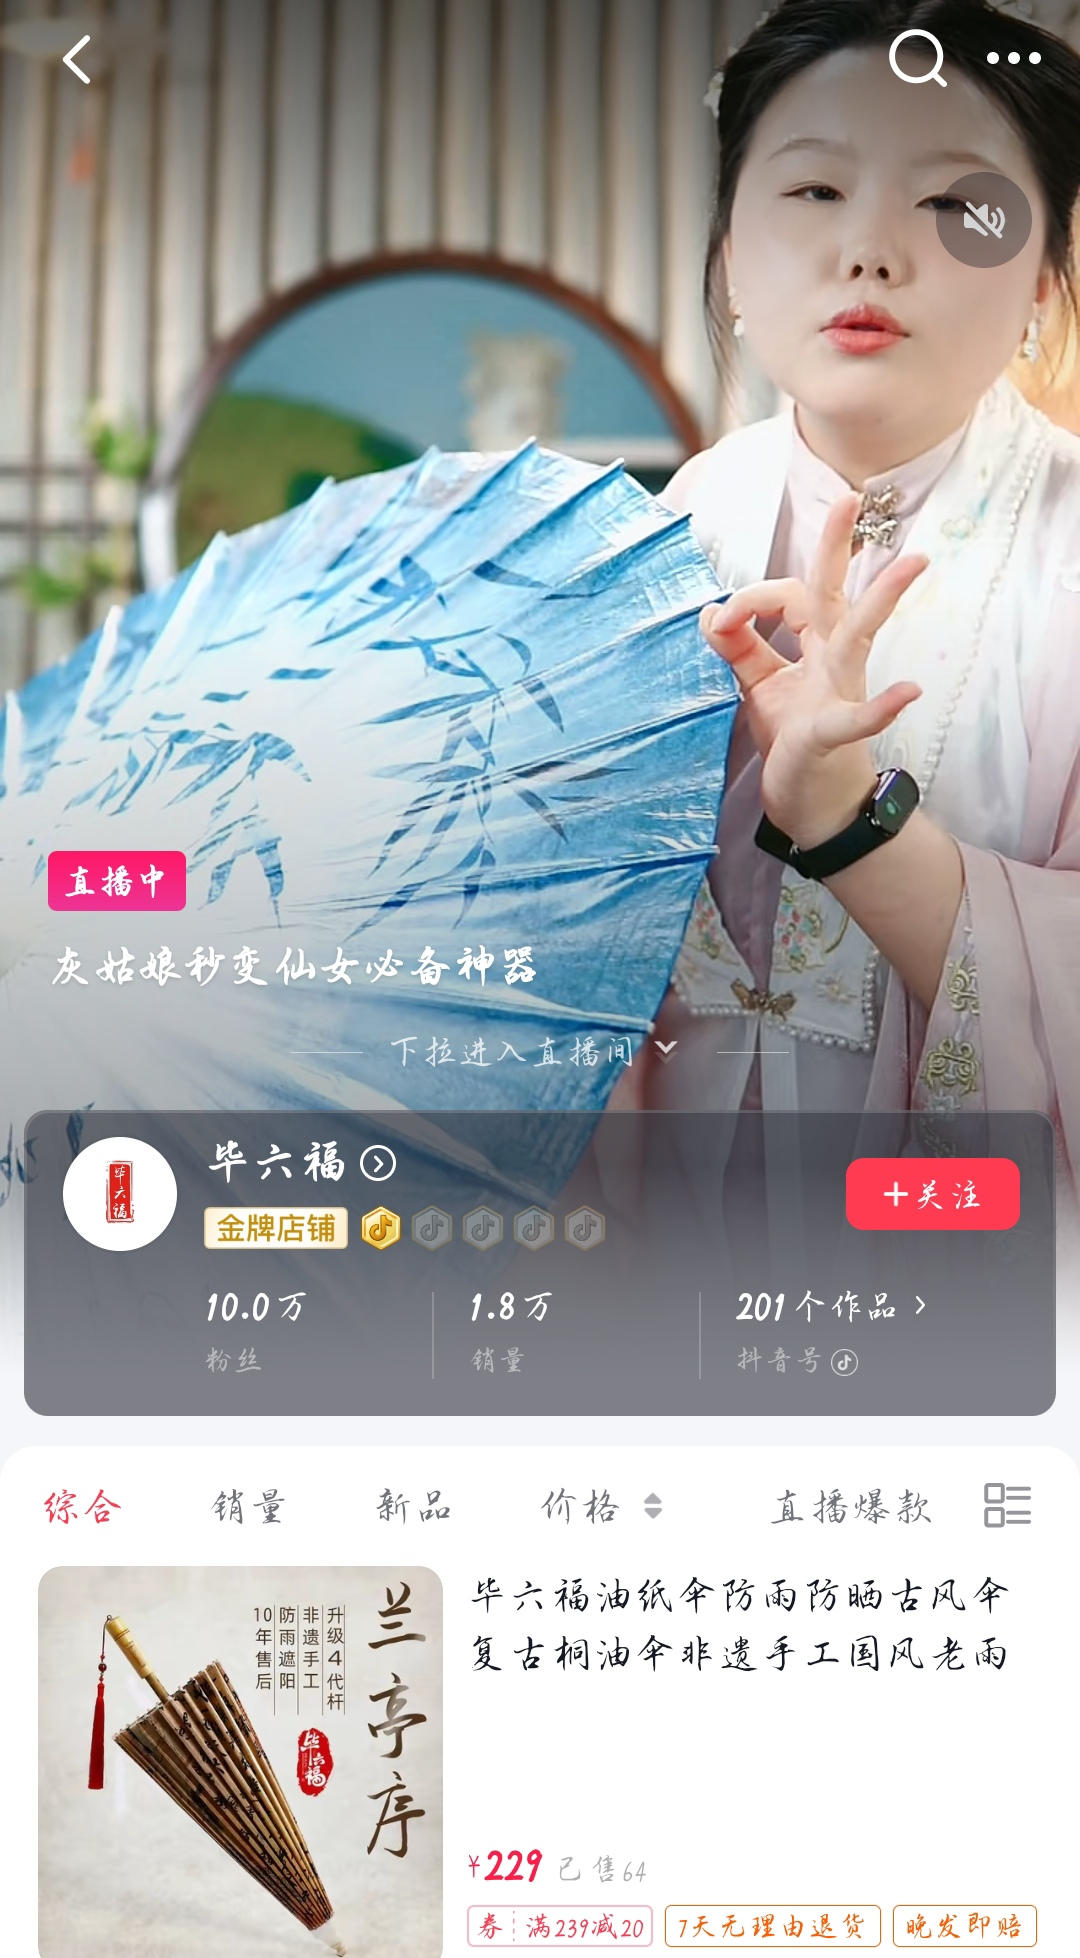 直播中
灰姑娘秒变仙女必备神器
下拉进入直播间
毕六福
毕六福
金牌店铺
+关注
10.0万
粉丝
1.8万
销量
201个作品
抖音号
综合
销量
新品
价格
直播爆款
兰亭序
升级4代杆
非遗手工
防雨遮阳
10年售后
毕六福
毕六福油纸伞防雨防晒古风伞
复古桐油伞非遗手工国风老雨
¥229 已售64
券 满239减20
7天无理由退货
晚发即赔